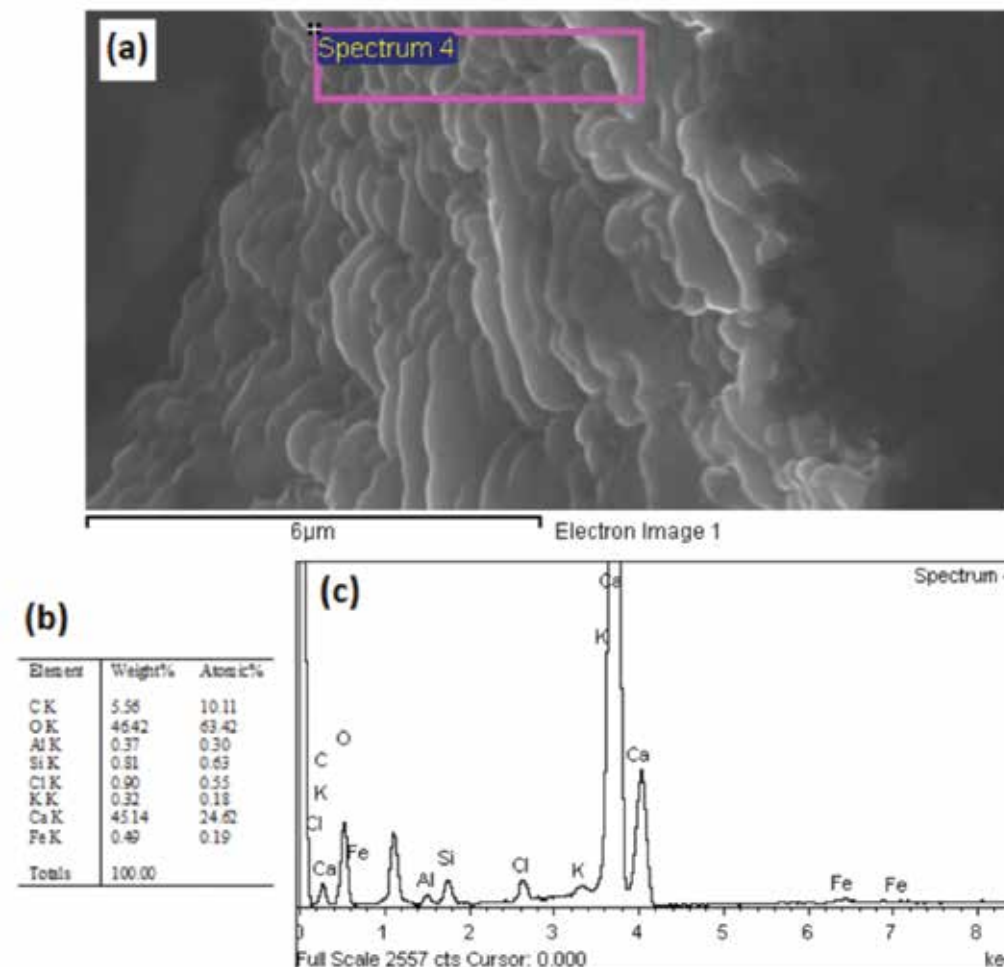 (a)
Spectrum 4
6µm Electron Image 1
(b)
Element Weight% Atomic%
C K 5.56 10.11
O K 46.42 63.42
Al K 0.37 0.30
Si K 0.81 0.63
Cl K 0.90 0.55
K K 0.32 0.18
Ca K 45.14 24.62
Fe K 0.49 0.19
Totals 100.00
(c)
Spectrum 4
Ca
K
O
C
K
Cl
Ca
Fe
Al
Si
Cl
K
Ca
Fe
Fe
0 1 2 3 4 5 6 7 8
Full Scale 2557 cts Cursor: 0.000 ke